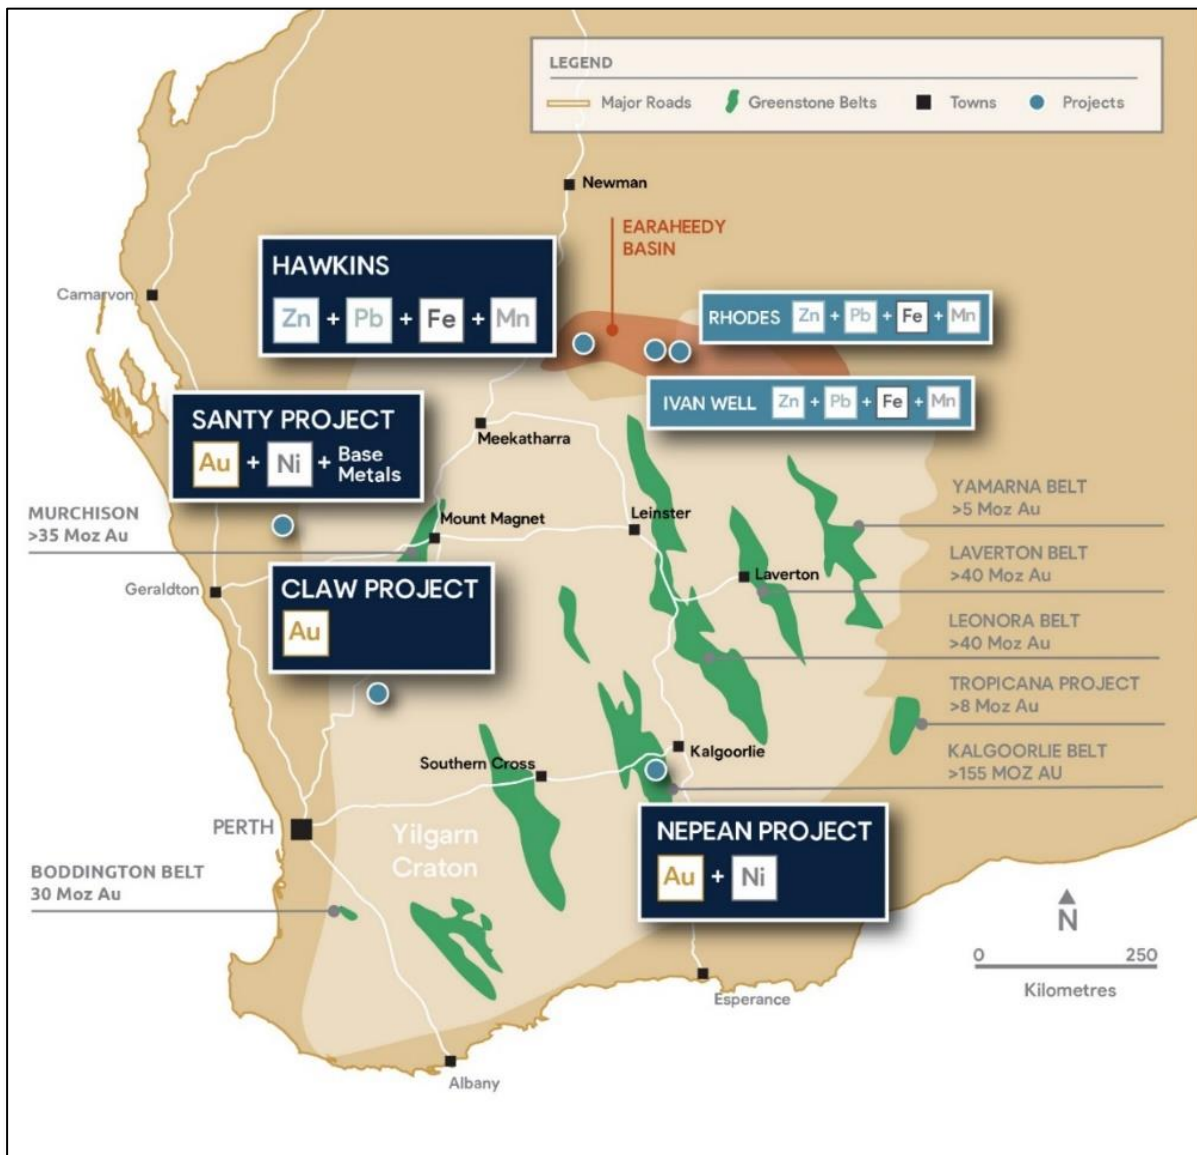 LEGEND
Major Roads
Greenstone Belts
Towns
Projects
Newman
EARAHEEDY
BASIN
HAWKINS
Zn + Pb + Fe + Mn
Carnarvon
RHODES Zn + Pb + Fe + Mn
IVAN WELL Zn + Pb + Fe + Mn
SANTY PROJECT
Au + Ni + Base
Metals
Meekatharra
MURCHISON
>35 Moz Au
Mount Magnet
Leinster
YAMARNA BELT
>5 Moz Au
LAVERTON BELT
>40 Moz Au
Laverton
Geraldton
CLAW PROJECT
Au
LEONORA BELT
>40 Moz Au
TROPICANA PROJECT
>8 Moz Au
KALGOORLIE BELT
>155 MOZ AU
Kalgoorlie
Southern Cross
PERTH
Yilgarn
Craton
NEPEAN PROJECT
Au + Ni
BODDINGTON BELT
30 Moz Au
N
0 250
Kilometres
Esperance
Albany